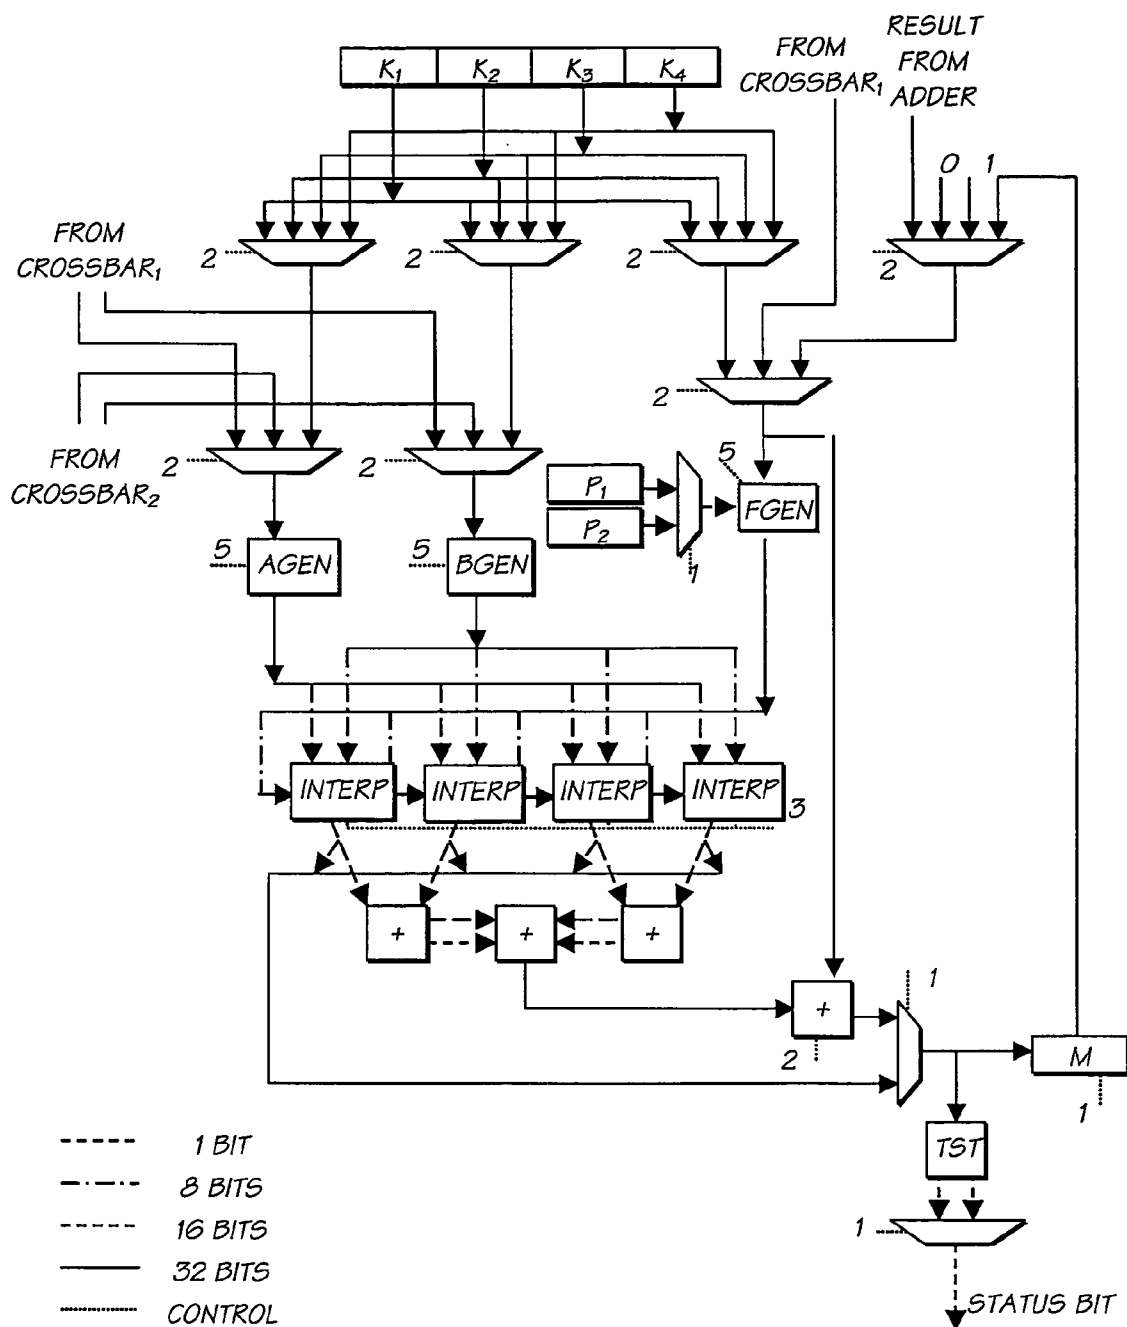 RESULT
FROM
ADDER
FROM
CROSSBAR1
K1 K2 K3 K4
0 1
FROM
CROSSBAR1
2 2 2 2
2
FROM
CROSSBAR2
2 2
5
P1
P2
FGEN
1
5 AGEN
5 BGEN
INTERP INTERP INTERP INTERP 3
+ + +
+
1
2
M
1
TST
1
STATUS BIT
1 BIT
8 BITS
16 BITS
32 BITS
CONTROL